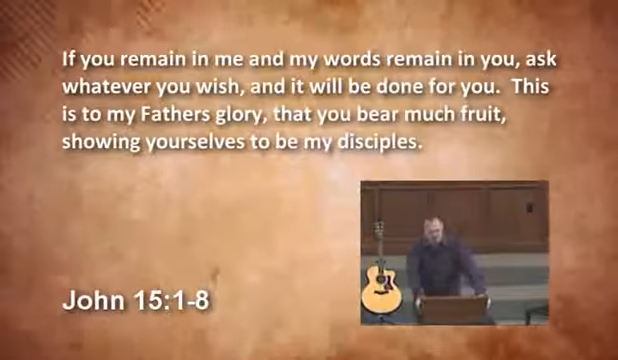 If you remain in me and my words remain in you, ask
whatever you wish, and it will be done for you.  This
is to my Fathers glory, that you bear much fruit,
showing yourselves to be my disciples.
John 15:1-8